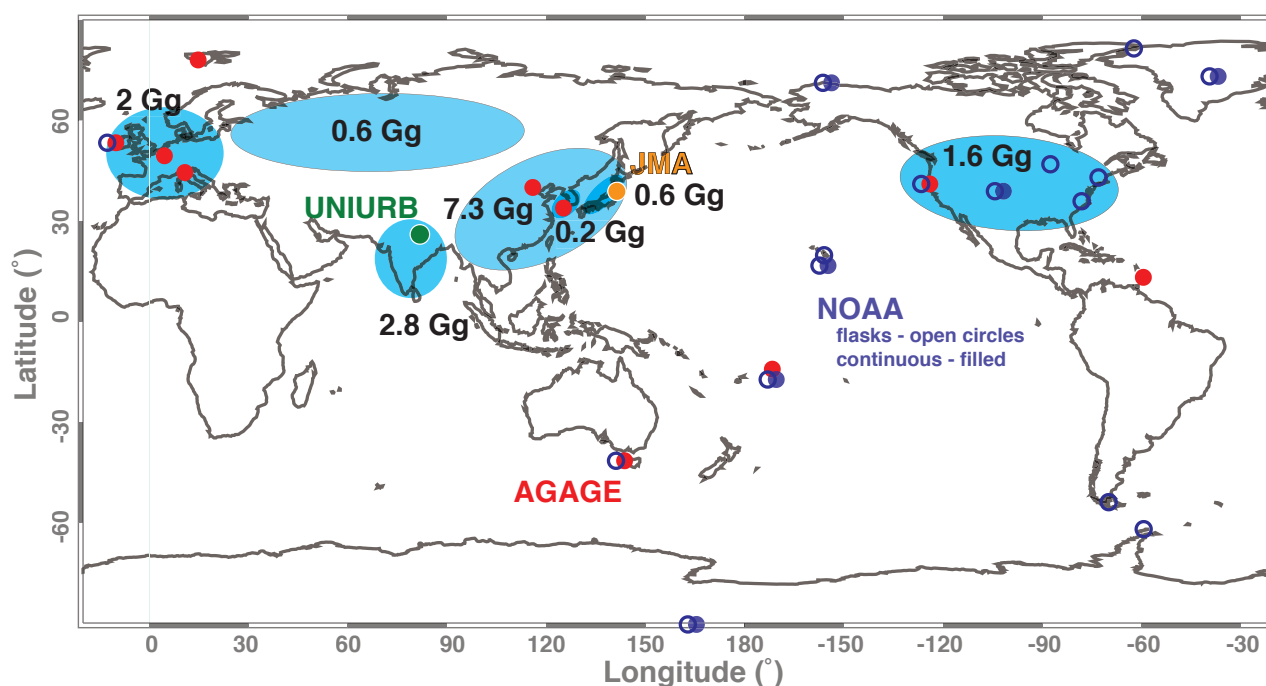 2 Gg
0.6 Gg
JMA
1.6 Gg
0.6 Gg
UNIURB
7.3 Gg
0.2 Gg
2.8 Gg
NOAA
flasks - open circles
continuous - filled
AGAGE
Latitude (°)
60
30
0
-30
-60
0 30 60 90 120 150 180 -150 -120 -90 -60 -30
Longitude (°)